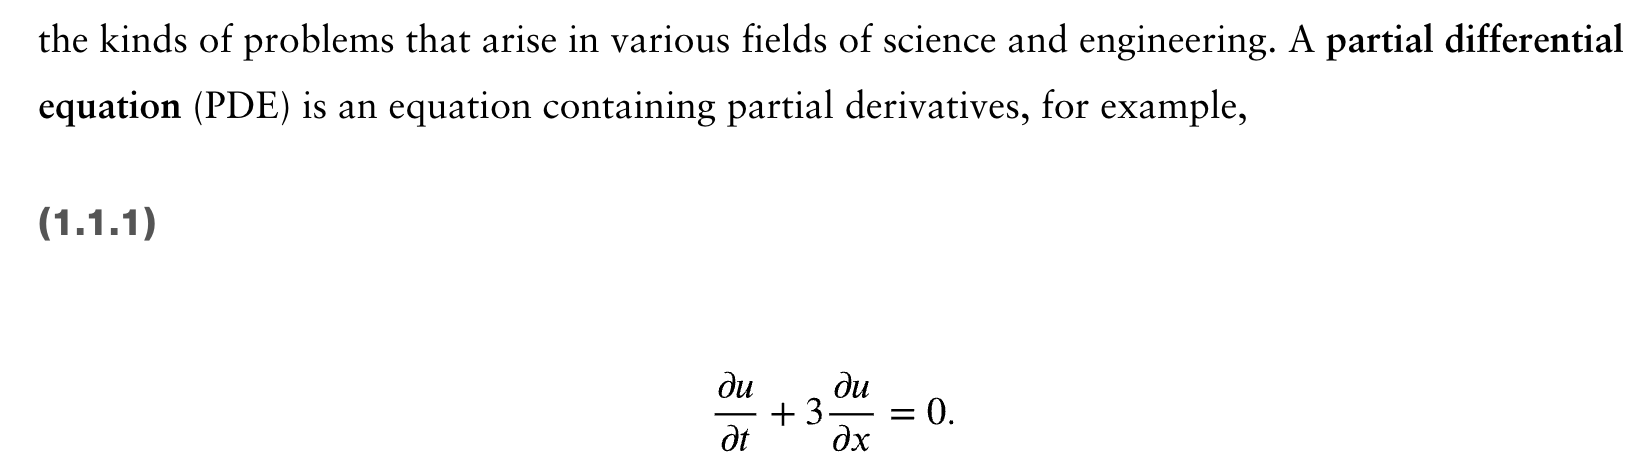 the kinds of problems that arise in various fields of science and engineering. A partial differential
equation (PDE) is an equation containing partial derivatives, for example,
(1.1.1)
∂u/∂t + 3 ∂u/∂x = 0.